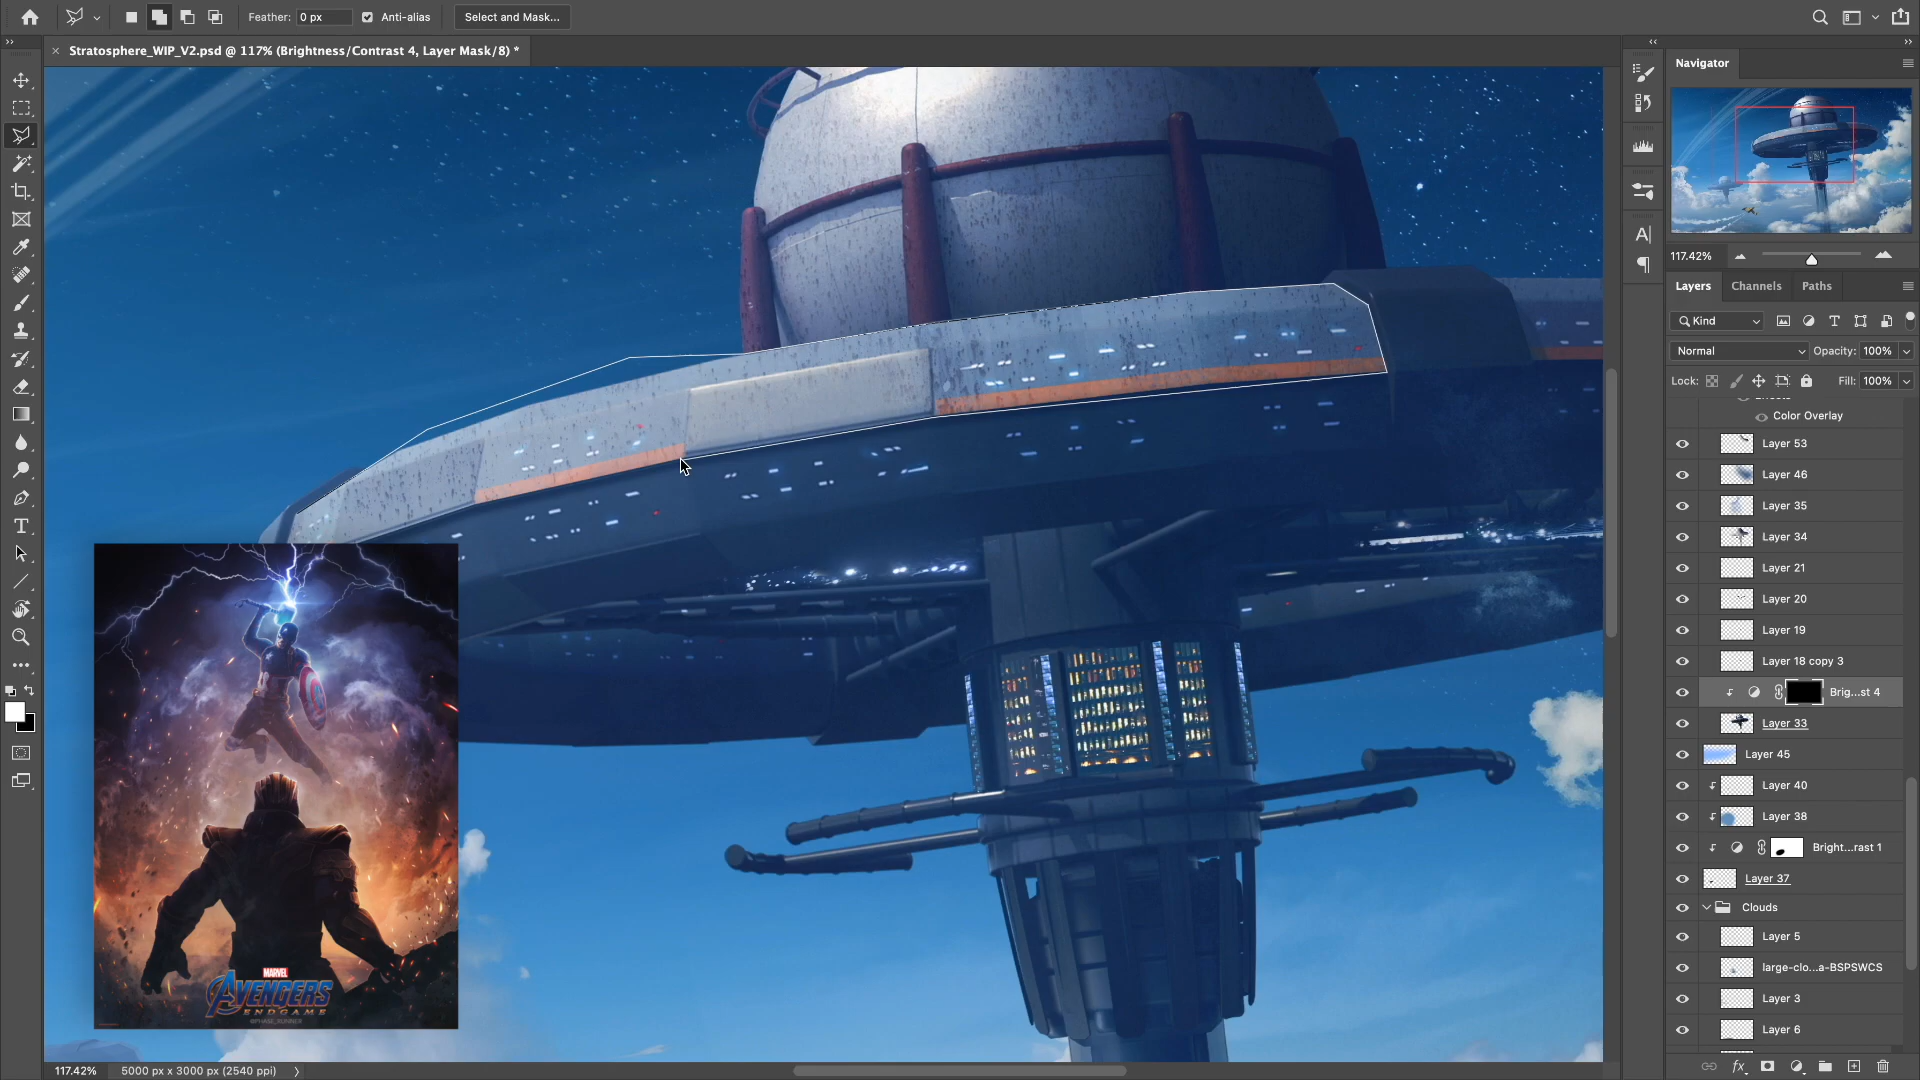 Feather: 0 px
Anti-alias
Select and Mask...
× Stratosphere_WIP_V2.psd @ 117% (Brightness/Contrast 4, Layer Mask/8) *
Navigator
117.42%
Layers Channels Paths
Kind
Normal Opacity: 100%
Lock: Fill: 100%
Color Overlay
Layer 53
Layer 46
Layer 35
Layer 34
Layer 21
Layer 20
Layer 19
Layer 18 copy 3
Brig...st 4
Layer 33
Layer 45
Layer 40
Layer 38
Bright...rast 1
Layer 37
Clouds
Layer 5
large-clo...a-BSPSWCS
Layer 3
Layer 6
MARVEL
AVENGERS
ENDGAME
117.42% 5000 px x 3000 px (2540 ppi)